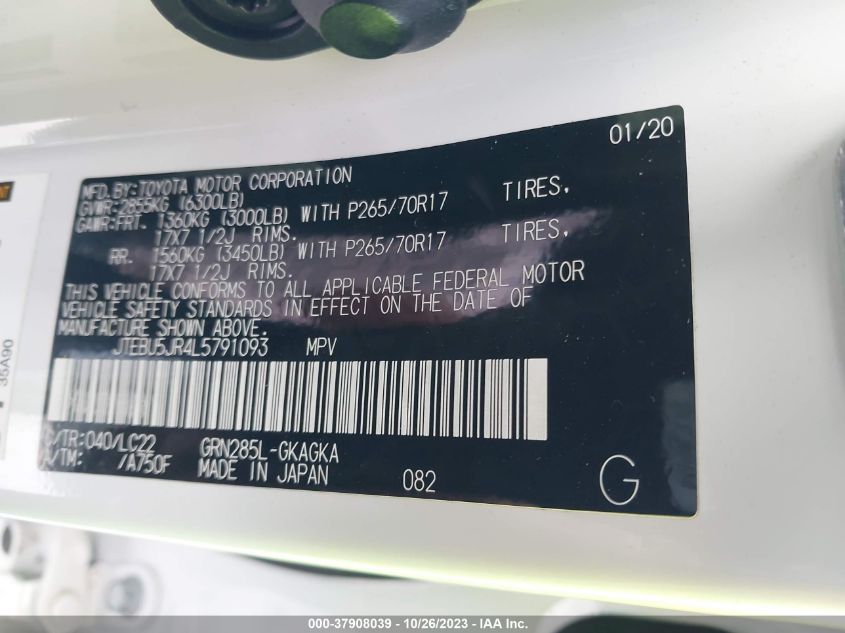 01/20
MFD.BY:TOYOTA MOTOR CORPORATION
GVWR:2855KG (6300LB)
GAWR:FRT. 1360KG (3000LB) WITH P265/70R17 TIRES,
17X7 1/2J RIMS.
RR. 1560KG (3450LB) WITH P265/70R17 TIRES,
17X7 1/2J RIMS.
THIS VEHICLE CONFORMS TO ALL APPLICABLE FEDERAL MOTOR
VEHICLE SAFETY STANDARDS IN EFFECT ON THE DATE OF
MANUFACTURE SHOWN ABOVE.
JTEBU5JR4L5791093 MPV
C/TR:040/LC22 GRN285L-GKAGKA
A/TM: /A750F MADE IN JAPAN 082 G
35A90
000-37908039 - 10/26/2023 - IAA Inc.